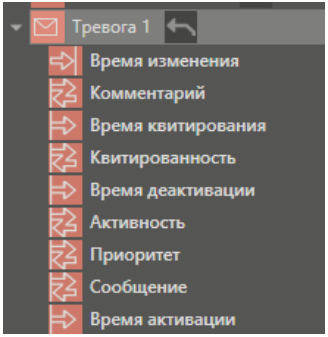 Тревога 1
Время изменения
Комментарий
Время квитирования
Квитированность
Время деактивации
Активность
Приоритет
Сообщение
Время активации